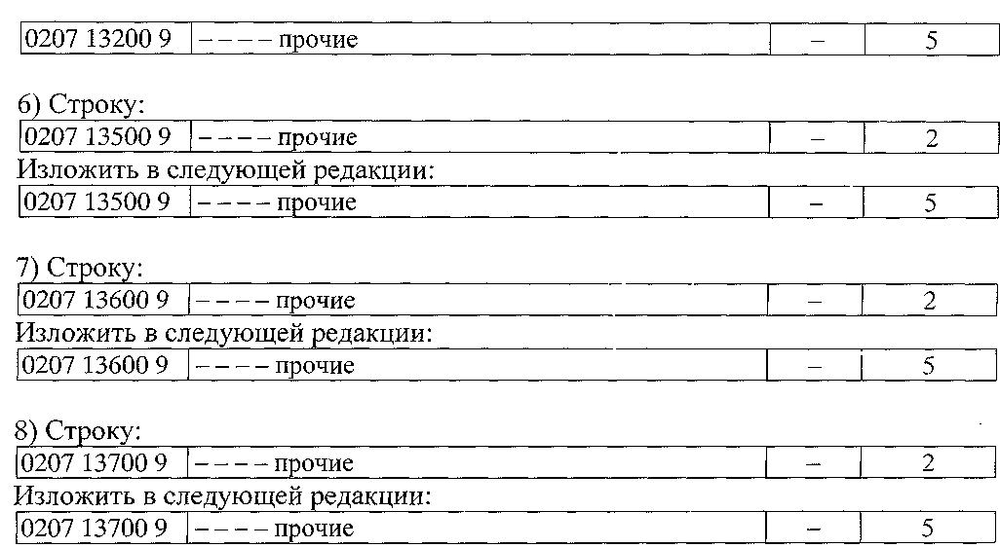 0207 13200 9 – – – – прочие – 5
6) Строку:
0207 13500 9 – – – – прочие – 2
Изложить в следующей редакции:
0207 13500 9 – – – – прочие – 5
7) Строку:
0207 13600 9 – – – – прочие – 2
Изложить в следующей редакции:
0207 13600 9 – – – – прочие – 5
8) Строку:
0207 13700 9 – – – – прочие – 2
Изложить в следующей редакции:
0207 13700 9 – – – – прочие – 5